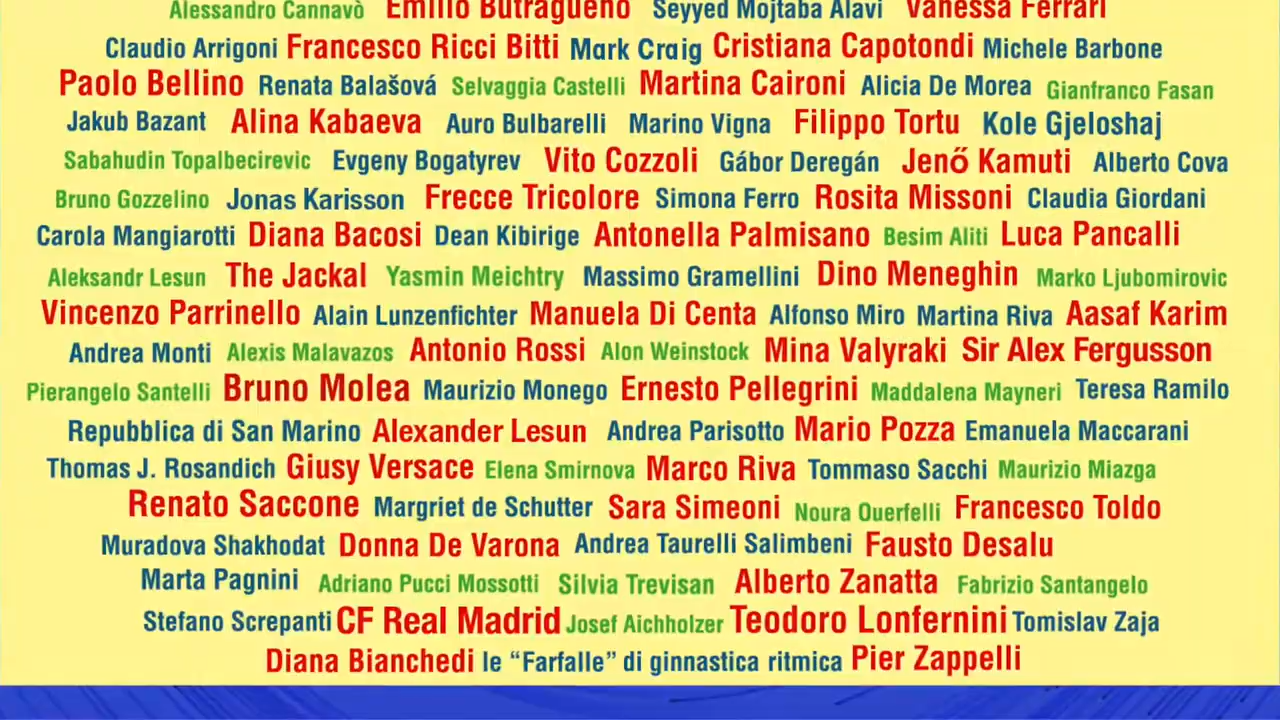 Alessandro Cannavò Emilio Butragueño Seyyed Mojtaba Alavi Vanessa Ferrari
Claudio Arrigoni Francesco Ricci Bitti Mark Craig Cristiana Capotondi Michele Barbone
Paolo Bellino Renata Balašová Selvaggia Castelli Martina Caironi Alicia De Morea Gianfranco Fasan
Jakub Bazant Alina Kabaeva Auro Bulbarelli Marino Vigna Filippo Tortu Kole Gjeloshaj
Sabahudin Topalbecirevic Evgeny Bogatyrev Vito Cozzoli Gábor Deregán Jenő Kamuti Alberto Cova
Bruno Gozzelino Jonas Karisson Frecce Tricolore Simona Ferro Rosita Missoni Claudia Giordani
Carola Mangiarotti Diana Bacosi Dean Kibirige Antonella Palmisano Besim Aliti Luca Pancalli
Aleksandr Lesun The Jackal Yasmin Meichtry Massimo Gramellini Dino Meneghin Marko Ljubomirovic
Vincenzo Parrinello Alain Lunzenfichter Manuela Di Centa Alfonso Miro Martina Riva Aasaf Karim
Andrea Monti Alexis Malavazos Antonio Rossi Alon Weinstock Mina Valyraki Sir Alex Fergusson
Pierangelo Santelli Bruno Molea Maurizio Monego Ernesto Pellegrini Maddalena Mayneri Teresa Ramilo
Repubblica di San Marino Alexander Lesun Andrea Parisotto Mario Pozza Emanuela Maccarani
Thomas J. Rosandich Giusy Versace Elena Smirnova Marco Riva Tommaso Sacchi Maurizio Miazga
Renato Saccone Margriet de Schutter Sara Simeoni Noura Ouerfelli Francesco Toldo
Muradova Shakhodat Donna De Varona Andrea Taurelli Salimbeni Fausto Desalu
Marta Pagnini Adriano Pucci Mossotti Silvia Trevisan Alberto Zanatta Fabrizio Santangelo
Stefano Screpanti CF Real Madrid Josef Aichholzer Teodoro Lonfernini Tomislav Zaja
Diana Bianchedi le “Farfalle” di ginnastica ritmica Pier Zappelli